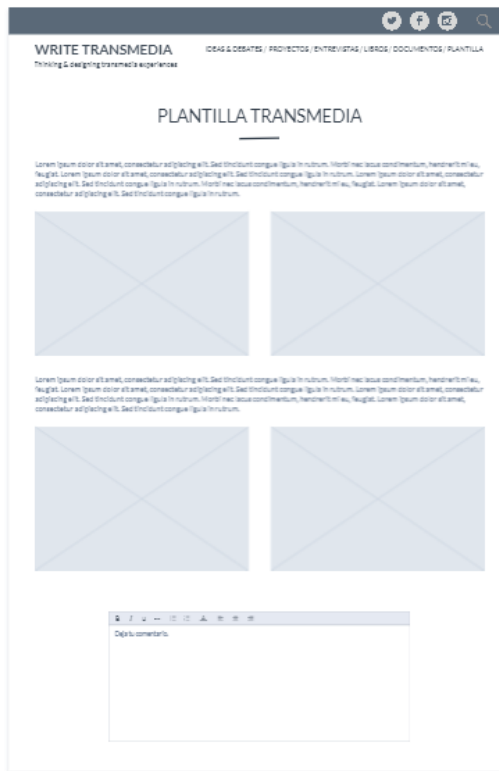 WRITE TRANSMEDIA
Thinking & designing transmedia experiences
IDEAS & DEBATES / PROYECTOS / ENTREVISTAS / LIBROS / DOCUMENTOS / PLANTILLA
PLANTILLA TRANSMEDIA
Lorem ipsum dolor sit amet, consectetur adipiscing elit. Sed tincidunt congue ligula in rutrum. Morbi nec lacus condimentum, hendrerit mi eu,
feugiat. Lorem ipsum dolor sit amet, consectetur adipiscing elit. Sed tincidunt congue ligula in rutrum. Lorem ipsum dolor sit amet, consectetur
adipiscing elit. Sed tincidunt congue ligula in rutrum. Morbi nec lacus condimentum, hendrerit mi eu, feugiat. Lorem ipsum dolor sit amet,
consectetur adipiscing elit. Sed tincidunt congue ligula in rutrum.
Lorem ipsum dolor sit amet, consectetur adipiscing elit. Sed tincidunt congue ligula in rutrum. Morbi nec lacus condimentum, hendrerit mi eu,
feugiat. Lorem ipsum dolor sit amet, consectetur adipiscing elit. Sed tincidunt congue ligula in rutrum. Lorem ipsum dolor sit amet, consectetur
adipiscing elit. Sed tincidunt congue ligula in rutrum. Morbi nec lacus condimentum, hendrerit mi eu, feugiat. Lorem ipsum dolor sit amet,
consectetur adipiscing elit. Sed tincidunt congue ligula in rutrum.
B I U
Deja tu comentario.